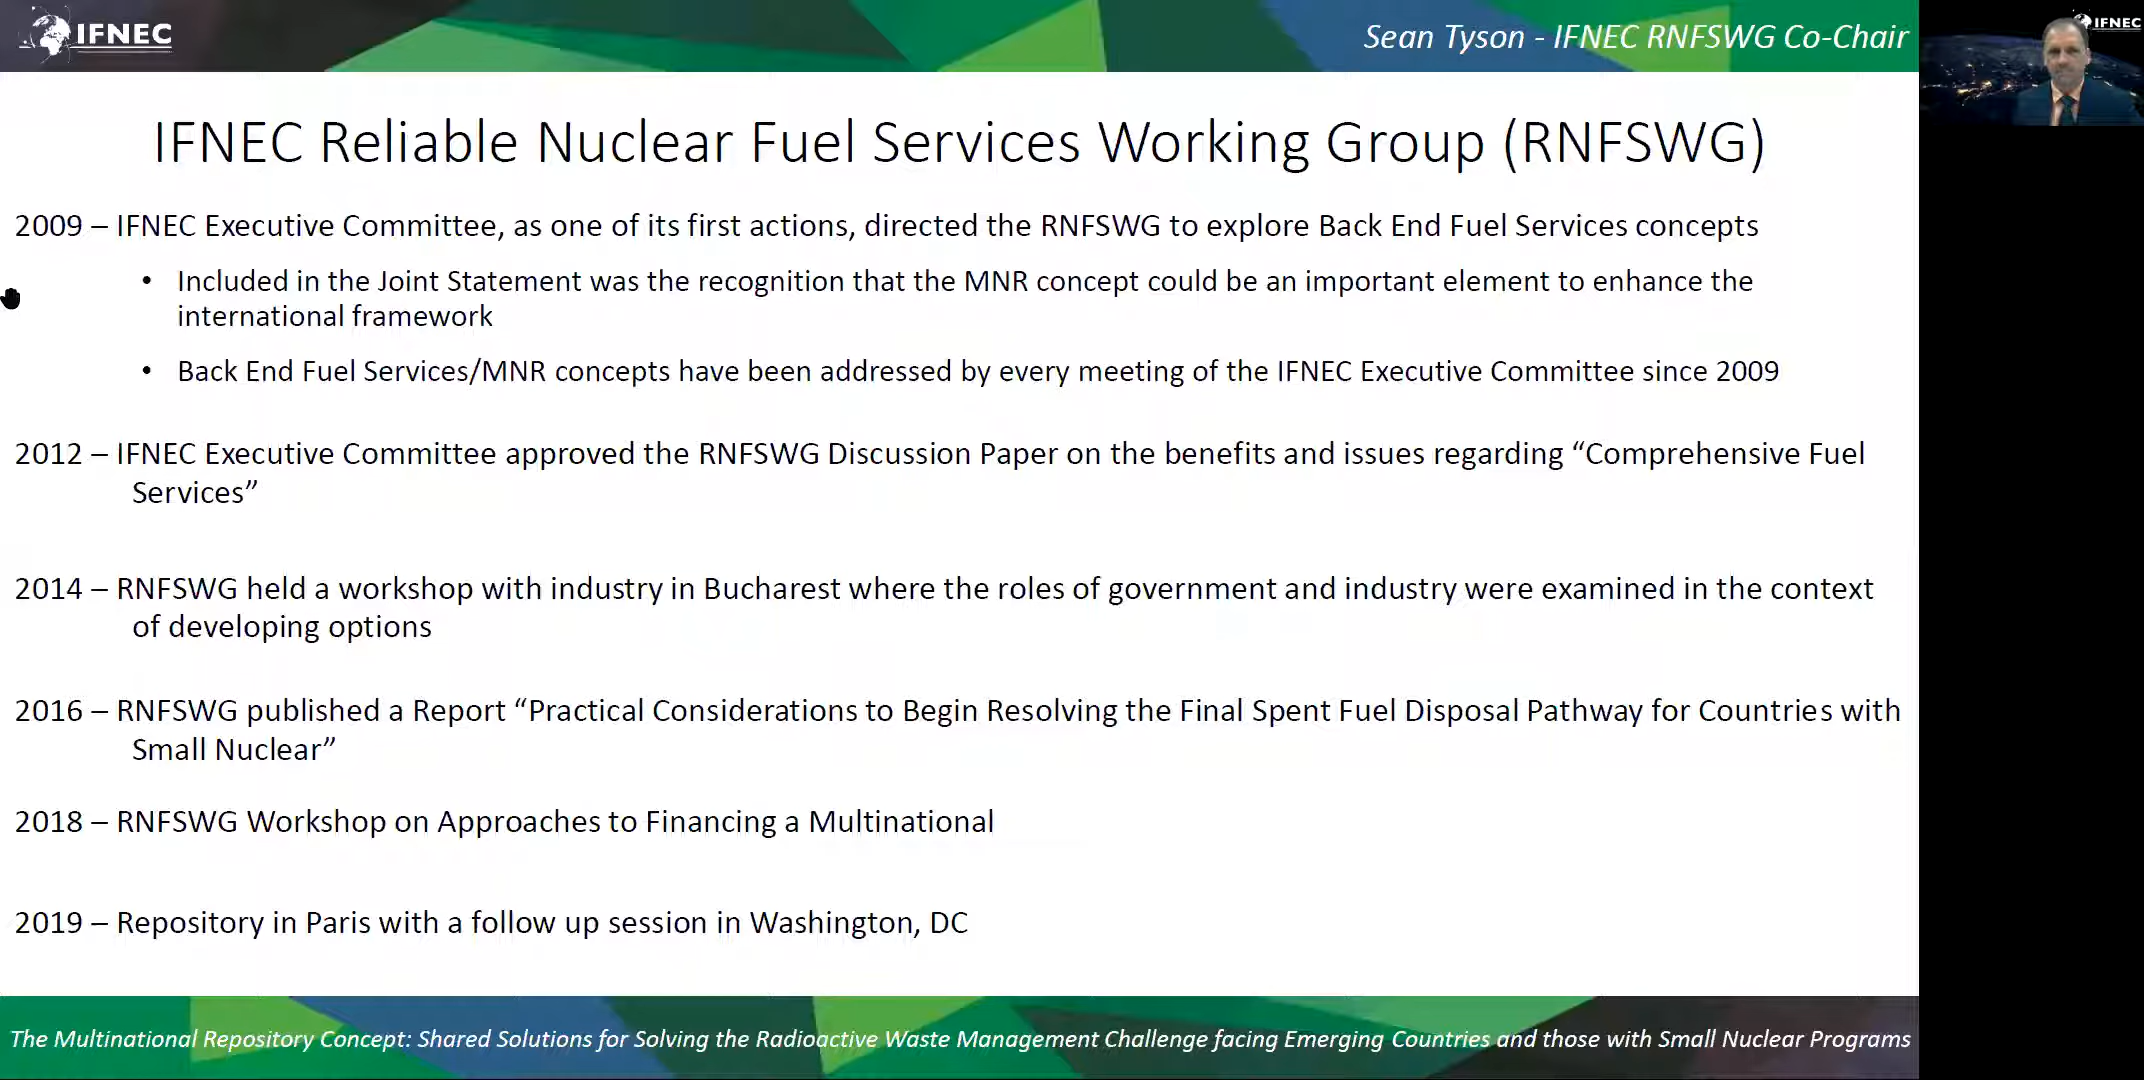 IFNEC
Sean Tyson - IFNEC RNFSWG Co-Chair
IFNEC
IFNEC Reliable Nuclear Fuel Services Working Group (RNFSWG)
2009 – IFNEC Executive Committee, as one of its first actions, directed the RNFSWG to explore Back End Fuel Services concepts
• Included in the Joint Statement was the recognition that the MNR concept could be an important element to enhance the
international framework
• Back End Fuel Services/MNR concepts have been addressed by every meeting of the IFNEC Executive Committee since 2009
2012 – IFNEC Executive Committee approved the RNFSWG Discussion Paper on the benefits and issues regarding “Comprehensive Fuel
Services”
2014 – RNFSWG held a workshop with industry in Bucharest where the roles of government and industry were examined in the context
of developing options
2016 – RNFSWG published a Report “Practical Considerations to Begin Resolving the Final Spent Fuel Disposal Pathway for Countries with
Small Nuclear”
2018 – RNFSWG Workshop on Approaches to Financing a Multinational
2019 – Repository in Paris with a follow up session in Washington, DC
The Multinational Repository Concept: Shared Solutions for Solving the Radioactive Waste Management Challenge facing Emerging Countries and those with Small Nuclear Programs